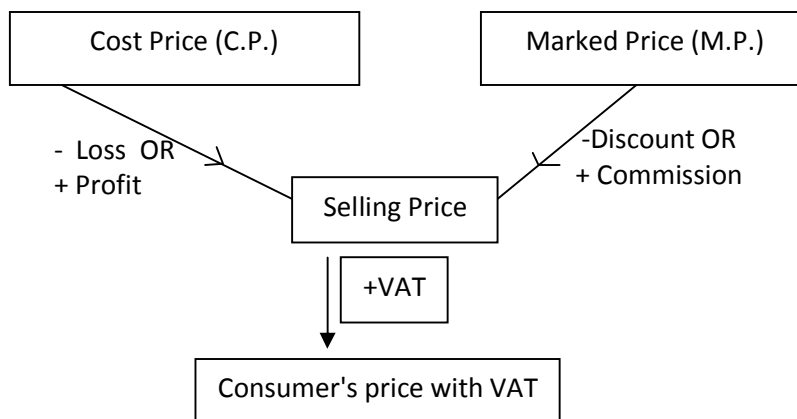 Cost Price (C.P.)
Marked Price (M.P.)
- Loss OR
+ Profit
-Discount OR
+ Commission
Selling Price
+VAT
Consumer's price with VAT